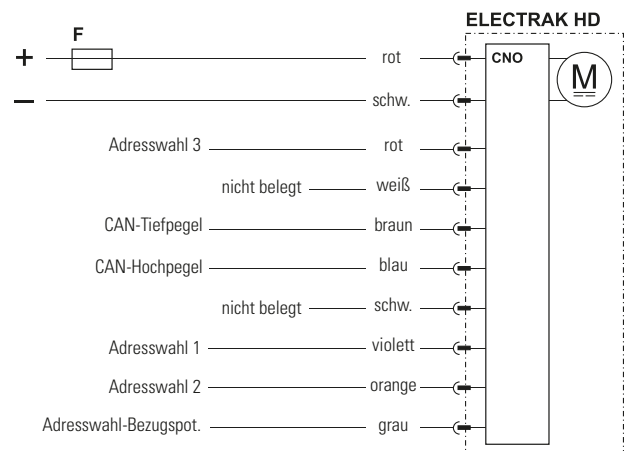 ELECTRAK HD
F
+ rot CNO
M
– schw.
Adresswahl 3 rot
nicht belegt weiß
CAN-Tiefpegel braun
CAN-Hochpegel blau
nicht belegt schw.
Adresswahl 1 violett
Adresswahl 2 orange
Adresswahl-Bezugspot. grau